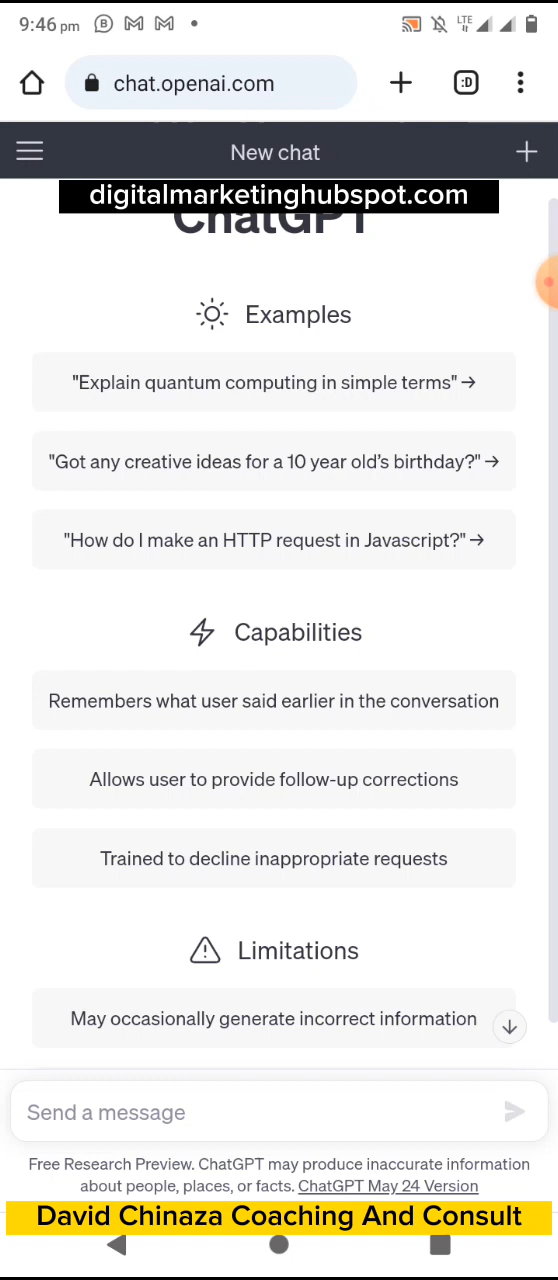 9:46 pm
LTE
:D
chat.openai.com
New chat
digitalmarketinghubspot.com
ChatGPT
Examples
"Explain quantum computing in simple terms" →
"Got any creative ideas for a 10 year old’s birthday?" →
"How do I make an HTTP request in Javascript?" →
Capabilities
Remembers what user said earlier in the conversation
Allows user to provide follow-up corrections
Trained to decline inappropriate requests
Limitations
May occasionally generate incorrect information
Send a message
Free Research Preview. ChatGPT may produce inaccurate information
about people, places, or facts. ChatGPT May 24 Version
David Chinaza Coaching And Consult